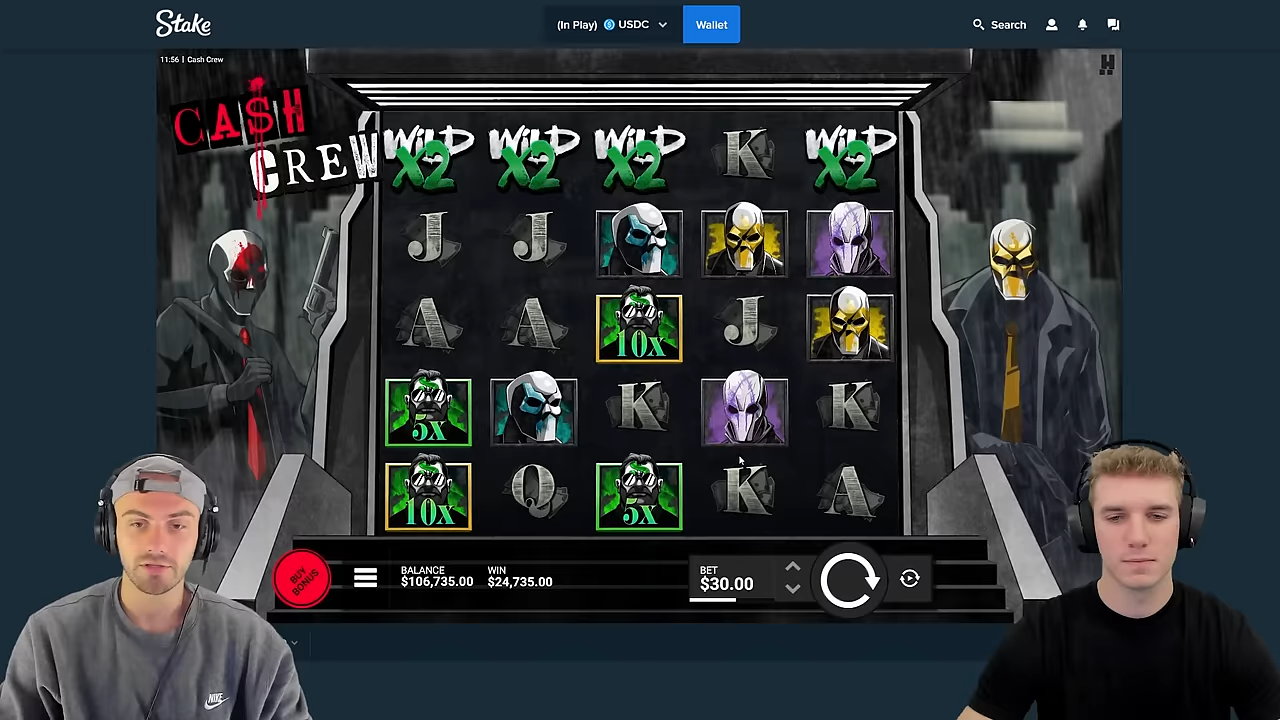 Stake
(In Play) USDC
Wallet
Search
11:56 | Cash Crew
CASH
CREW
WILD WILD WILD K WILD
X2 X2 X2 X2
J J
A A 10x J
5x K K
10x Q 5x K A
BUY BONUS
BALANCE
$106,735.00
WIN
$24,735.00
BET
$30.00
NIKE